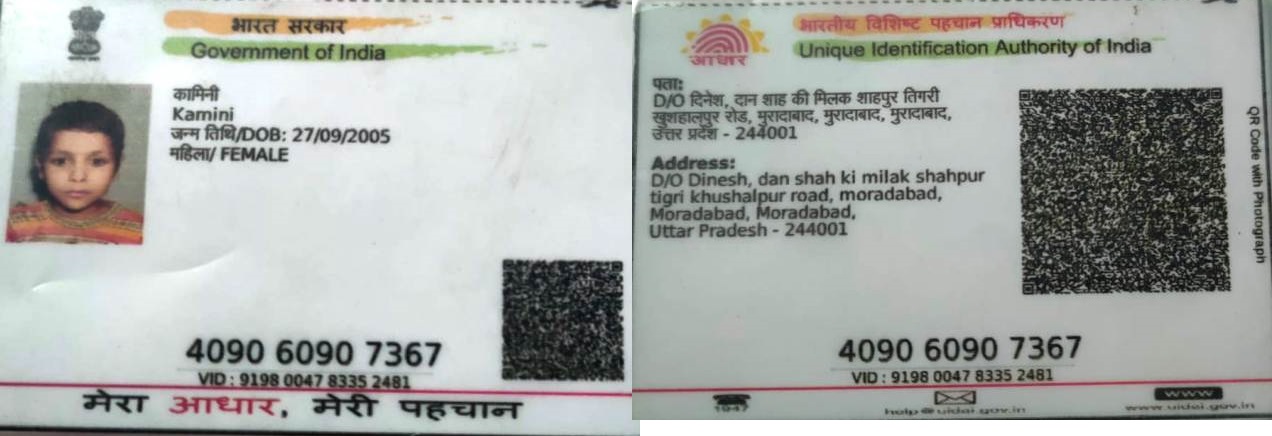 भारत सरकार
Government of India
कामिनी
Kamini
जन्म तिथि/DOB: 27/09/2005
महिला/ FEMALE
4090 6090 7367
VID : 9198 0047 8335 2481
मेरा आधार, मेरी पहचान
भारतीय विशिष्ट पहचान प्राधिकरण
Unique Identification Authority of India
आधार
पता:
D/O दिनेश, दान शाह की मिलक शाहपुर तिगरी
खुशहालपुर रोड, मुरादाबाद, मुरादाबाद, मुरादाबाद,
उत्तर प्रदेश - 244001
Address:
D/O Dinesh, dan shah ki milak shahpur
tigri khushalpur road, moradabad,
Moradabad, Moradabad,
Uttar Pradesh - 244001
QR Code with Photograph
4090 6090 7367
VID : 9198 0047 8335 2481
1947
help@uidai.gov.in
www
www.uidai.gov.in